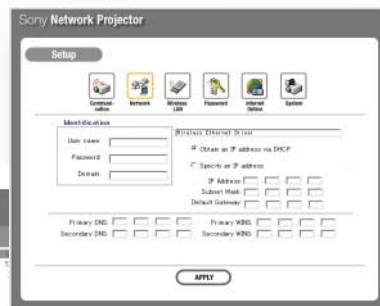 Sony Network Projector
Setup
Communi-
cation
Network
Wireless
LAN
Password
Internet
Option
System
Identification
User name:
Password:
Domain:
Wireless Ethernet Driver
Obtain an IP address via DHCP
Specify an IP address
IP Address:
Subnet Mask:
Default Gateway:
Primary DNS:
Primary WINS:
Secondary DNS:
Secondary WINS:
APPLY